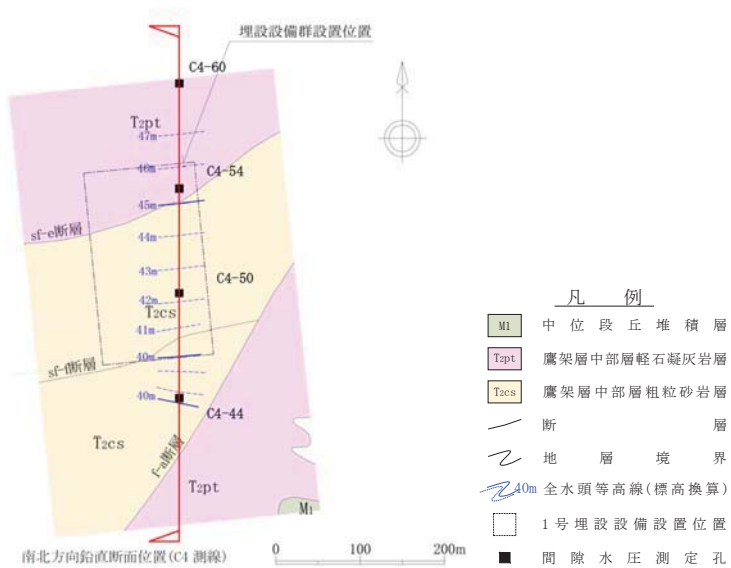 埋設設備群設置位置
C4-60
T2pt
47m
46m
C4-54
45m
sf-e断層
44m
43m
C4-50
42m
T2cs
41m
40m
sf-f断層
40m
C4-44
T2cs
f-a断層
T2pt
M1
南北方向鉛直断面位置(C4 測線)
0 100 200m
凡例
M1 中位段丘堆積層
T2pt 鷹架層中部層軽石凝灰岩層
T2cs 鷹架層中部層粗粒砂岩層
断層
地層境界
40m 全水頭等高線(標高換算)
1号埋設設備設置位置
間隙水圧測定孔